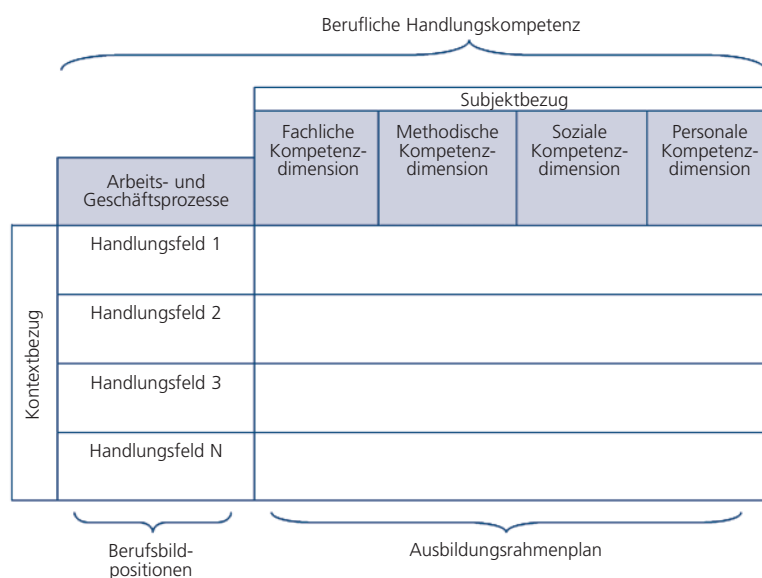 Berufliche Handlungskompetenz
Subjektbezug
Fachliche
Kompetenz-
dimension
Methodische
Kompetenz-
dimension
Soziale
Kompetenz-
dimension
Personale
Kompetenz-
dimension
Arbeits- und
Geschäftsprozesse
Kontextbezug
Handlungsfeld 1
Handlungsfeld 2
Handlungsfeld 3
Handlungsfeld N
Berufsbild-
positionen
Ausbildungsrahmenplan